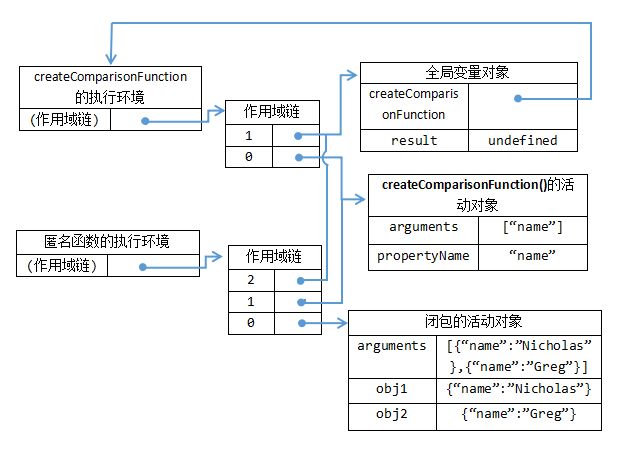 createComparisonFunction
的执行环境
(作用域链)
作用域链
1
0
全局变量对象
createComparis
onFunction
result undefined
createComparisonFunction()的活
动对象
arguments [“name”]
propertyName “name”
匿名函数的执行环境
(作用域链)
作用域链
2
1
0
闭包的活动对象
arguments [{“name”:”Nicholas”
},{“name”:”Greg”}]
obj1 {“name”:”Nicholas”}
obj2 {“name”:”Greg”}